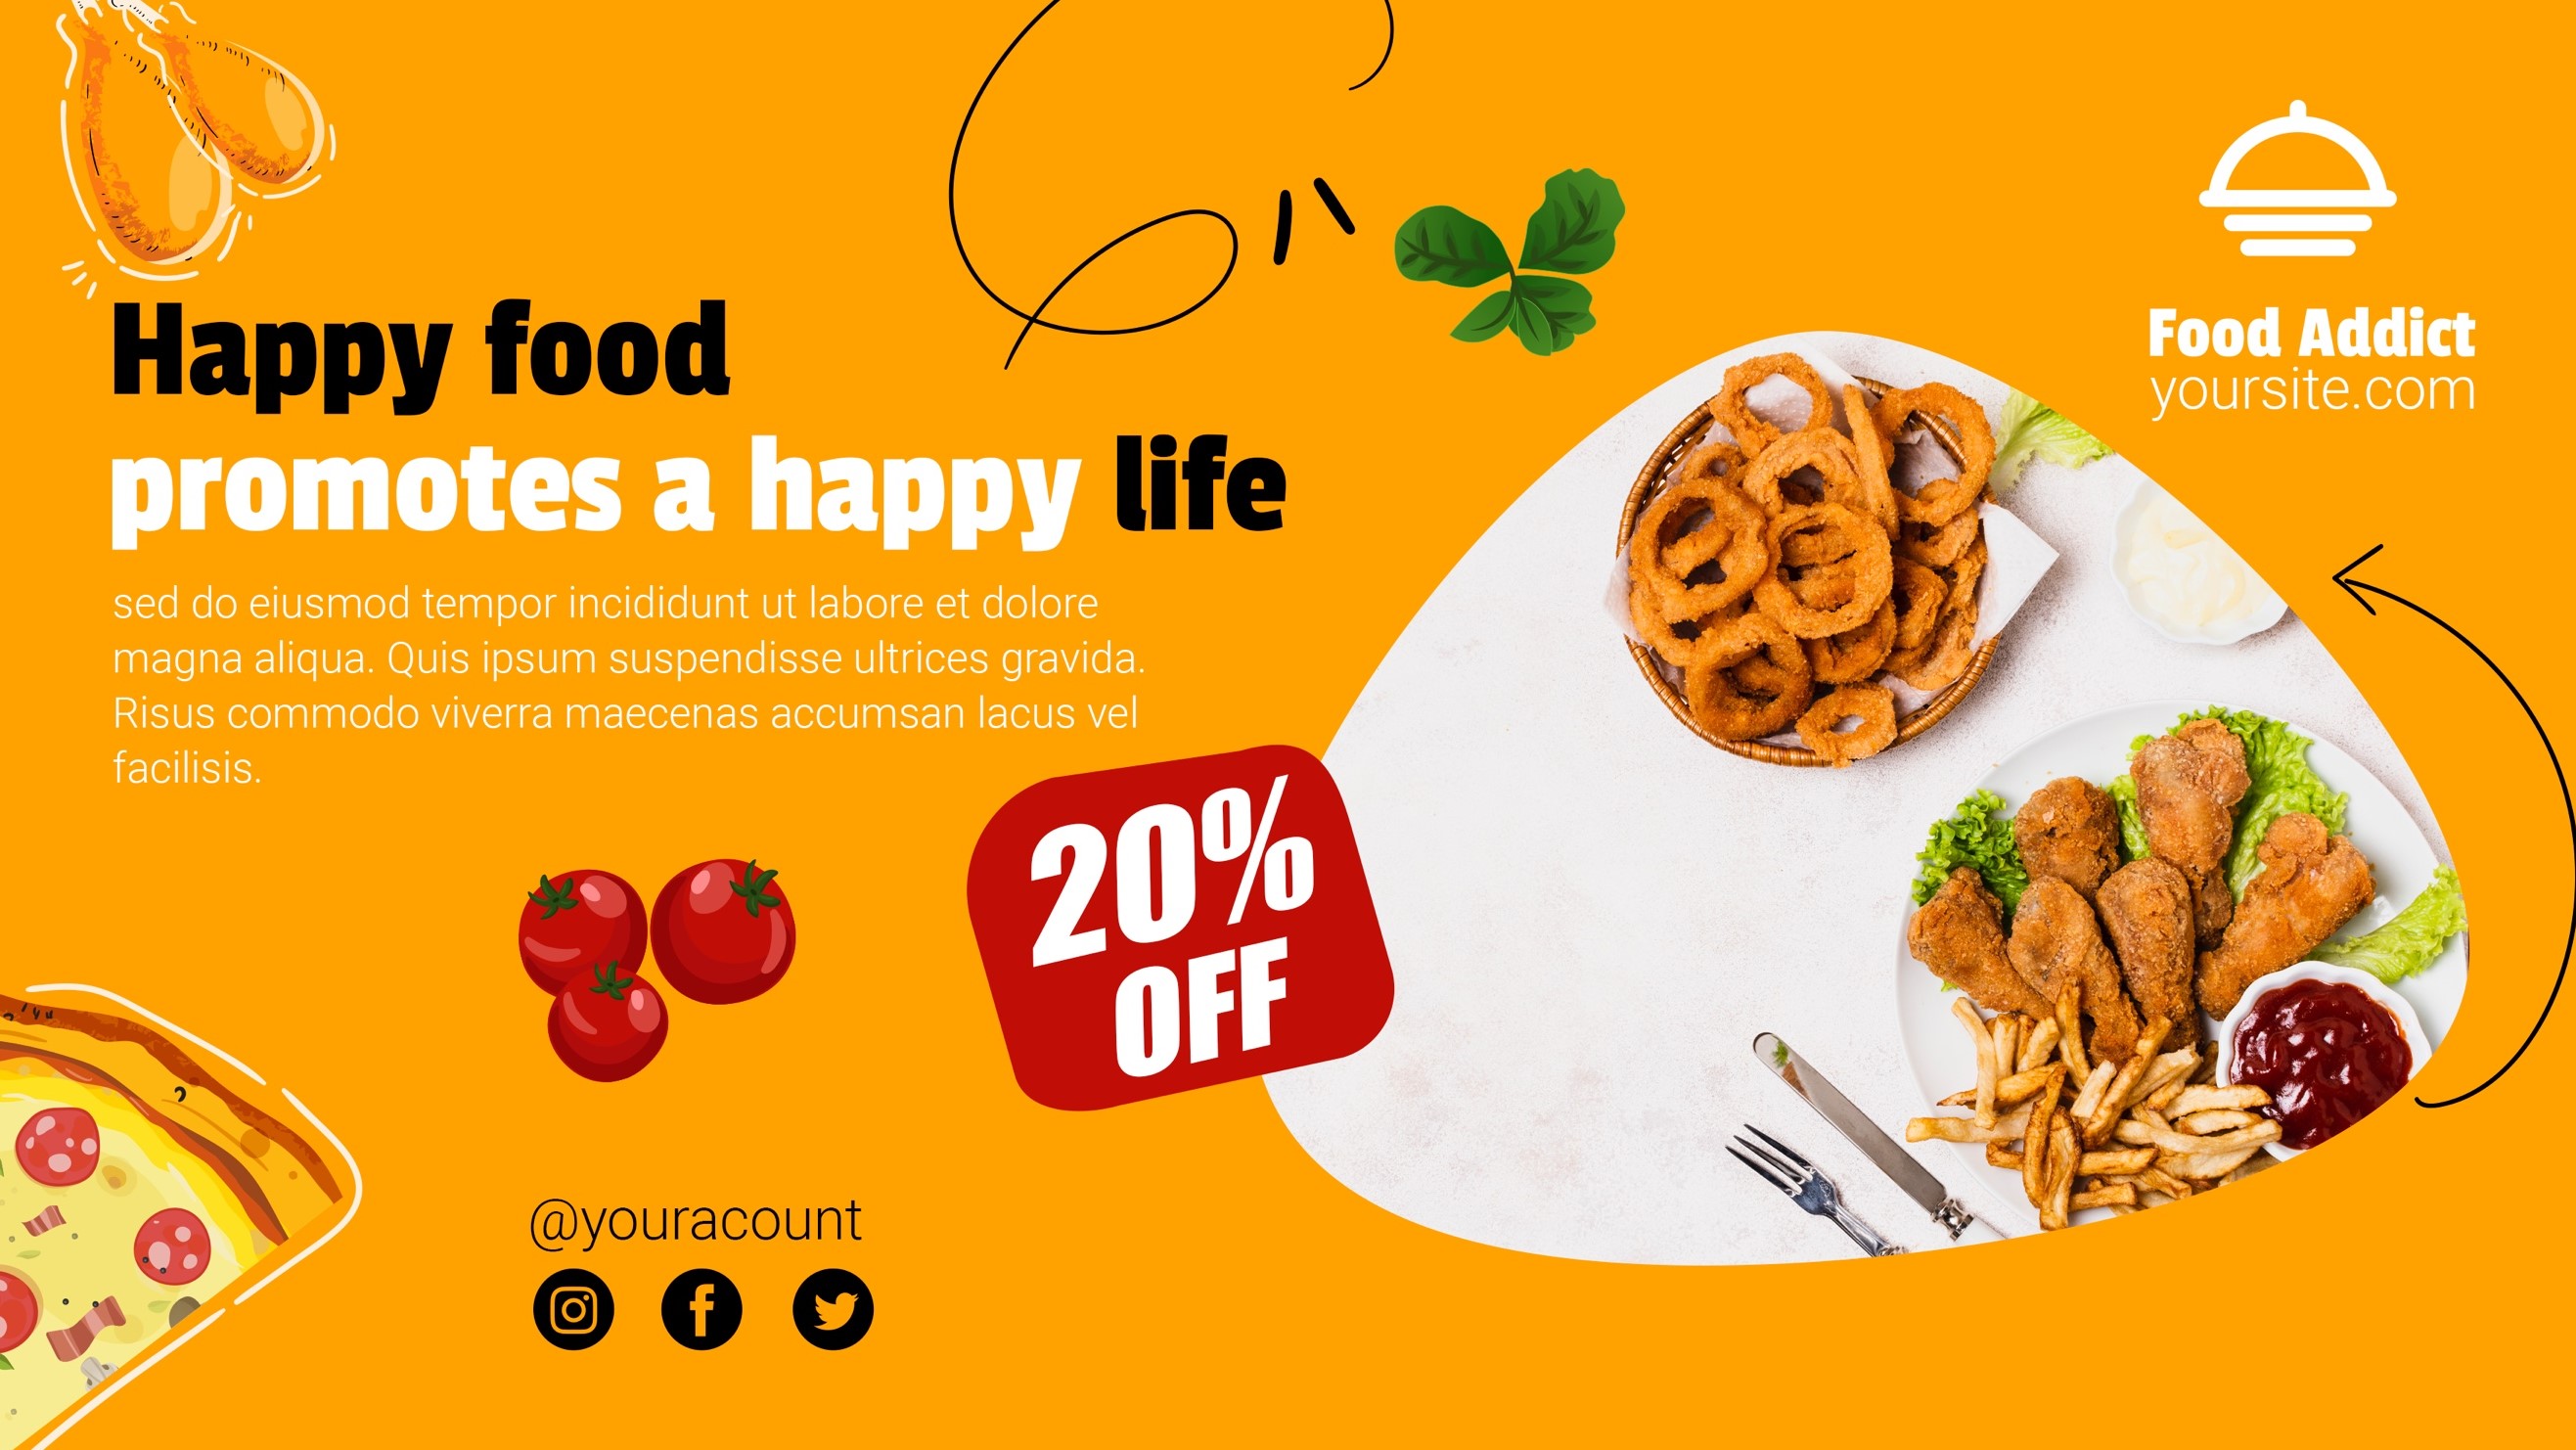 Happy food
promotes a happy life
sed do eiusmod tempor incididunt ut labore et dolore
magna aliqua. Quis ipsum suspendisse ultrices gravida.
Risus commodo viverra maecenas accumsan lacus vel
facilisis.
20%
OFF
@youracount
Food Addict
yoursite.com